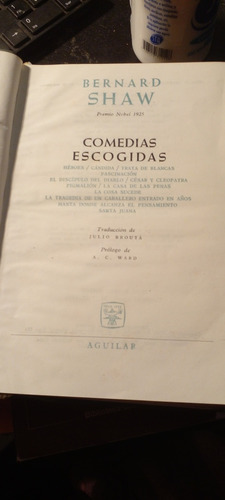 BERNARD
SHAW
Premio Nobel 1925
COMEDIAS
ESCOGIDAS
HÉROES / CÁNDIDA / TRATA DE BLANCAS
FASCINACIÓN
EL DISCÍPULO DEL DIABLO / CÉSAR Y CLEOPATRA
PIGMALIÓN / LA CASA DE LAS PENAS
LA COSA SUCEDE
LA TRAGEDIA DE UN CABALLERO ENTRADO EN AÑOS
HASTA DONDE ALCANZA EL PENSAMIENTO
SANTA JUANA
Traducción de
JULIO BROUTÁ
Prólogo de
A. C. WARD
AGUILAR